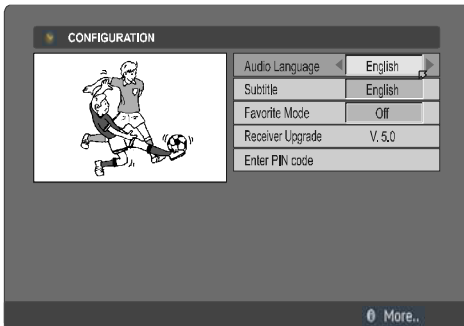 CONFIGURATION
Audio Language English
Subtitle English
Favorite Mode Off
Receiver Upgrade V. 5.0
Enter PIN code
More..